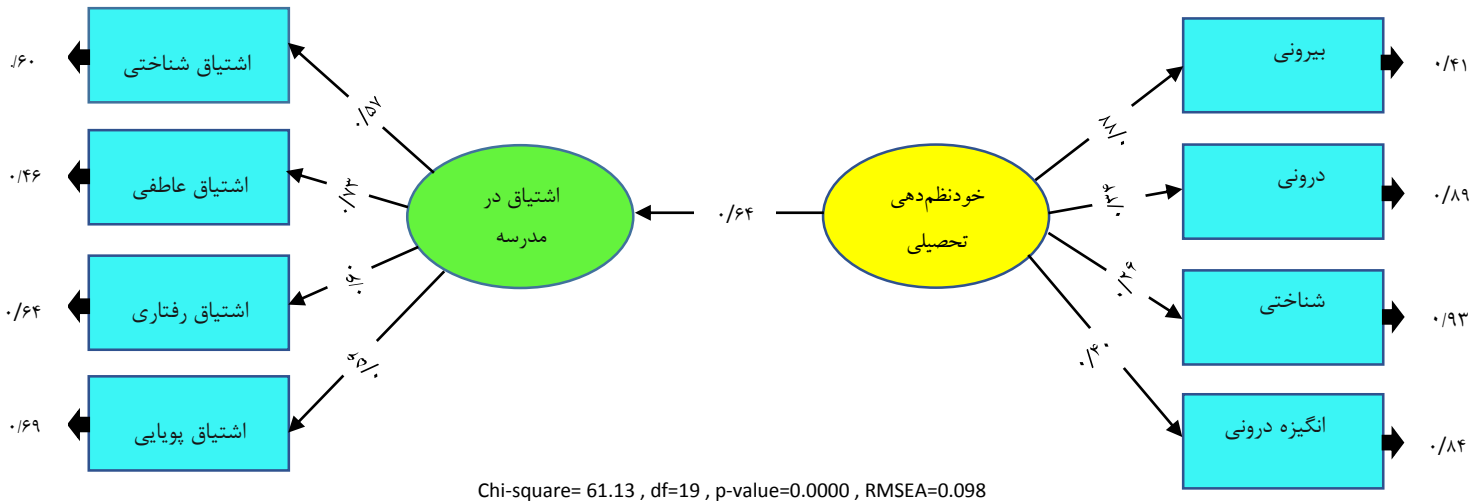 بیرونی
۰/۴۱
درونی
۰/۸۹
شناختی
۰/۹۳
انگیزه درونی
۰/۸۴
۰/۸۸
۰/۳۴
۰/۲۶
۰/۴۰
خودنظم‌دهی
تحصیلی
۰/۶۴
اشتیاق در
مدرسه
۰/۵۷
۰/۷۳
۰/۶۰
۰/۵۶
اشتیاق شناختی
./۶۰
اشتیاق عاطفی
۰/۴۶
اشتیاق رفتاری
۰/۶۴
اشتیاق پویایی
۰/۶۹
Chi-square= 61.13 , df=19 , p-value=0.0000 , RMSEA=0.098